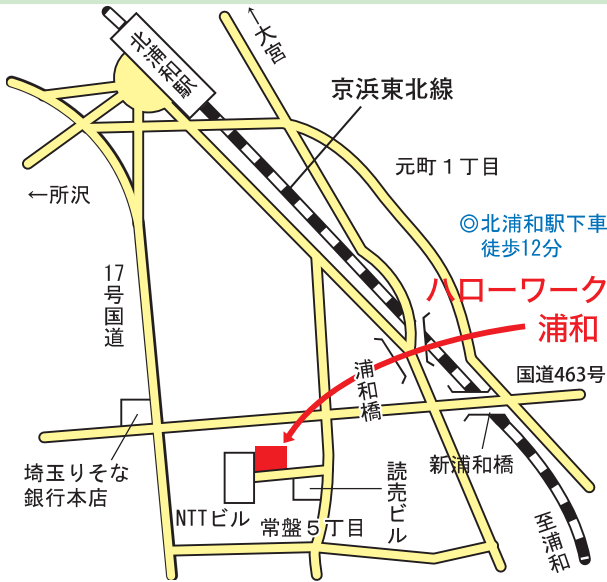 ←大宮
北浦和駅
京浜東北線
元町1丁目
←所沢
◎北浦和駅下車
徒歩12分
17号国道
ハローワーク
浦和
浦和橋
国道463号
埼玉りそな
銀行本店
新浦和橋
読売ビル
NTTビル
常盤5丁目
至浦和